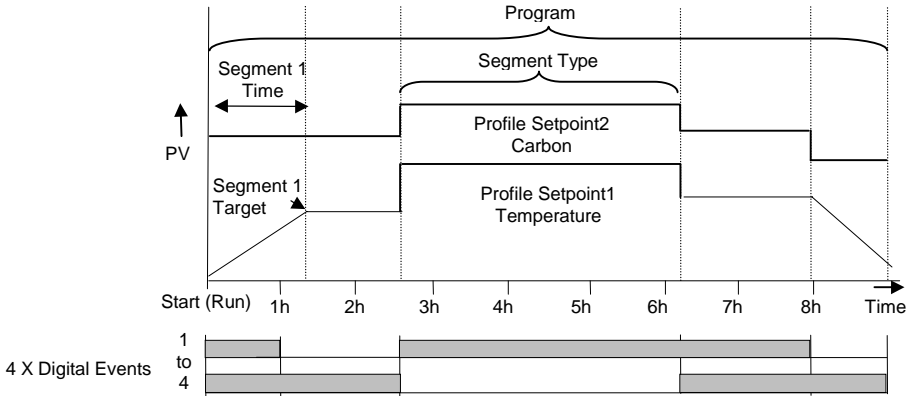 Program
Segment 1
Time
Segment Type
PV
Profile Setpoint2
Carbon
Segment 1
Target
Profile Setpoint1
Temperature
Start (Run) 1h 2h 3h 4h 5h 6h 7h 8h Time
4 X Digital Events
1
to
4